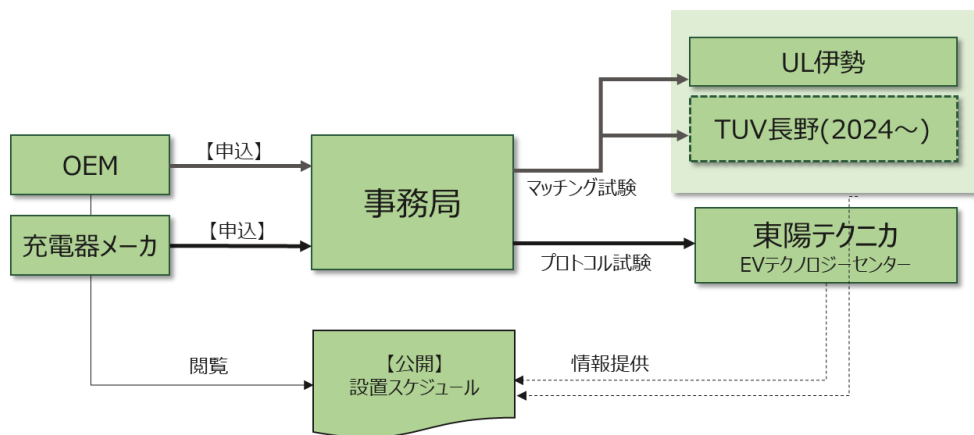 UL伊勢
TUV長野(2024～)
OEM
【申込】
事務局
マッチング試験
充電器メーカ
【申込】
プロトコル試験
東陽テクニカ
EVテクノロジーセンター
閲覧
【公開】
設置スケジュール
情報提供